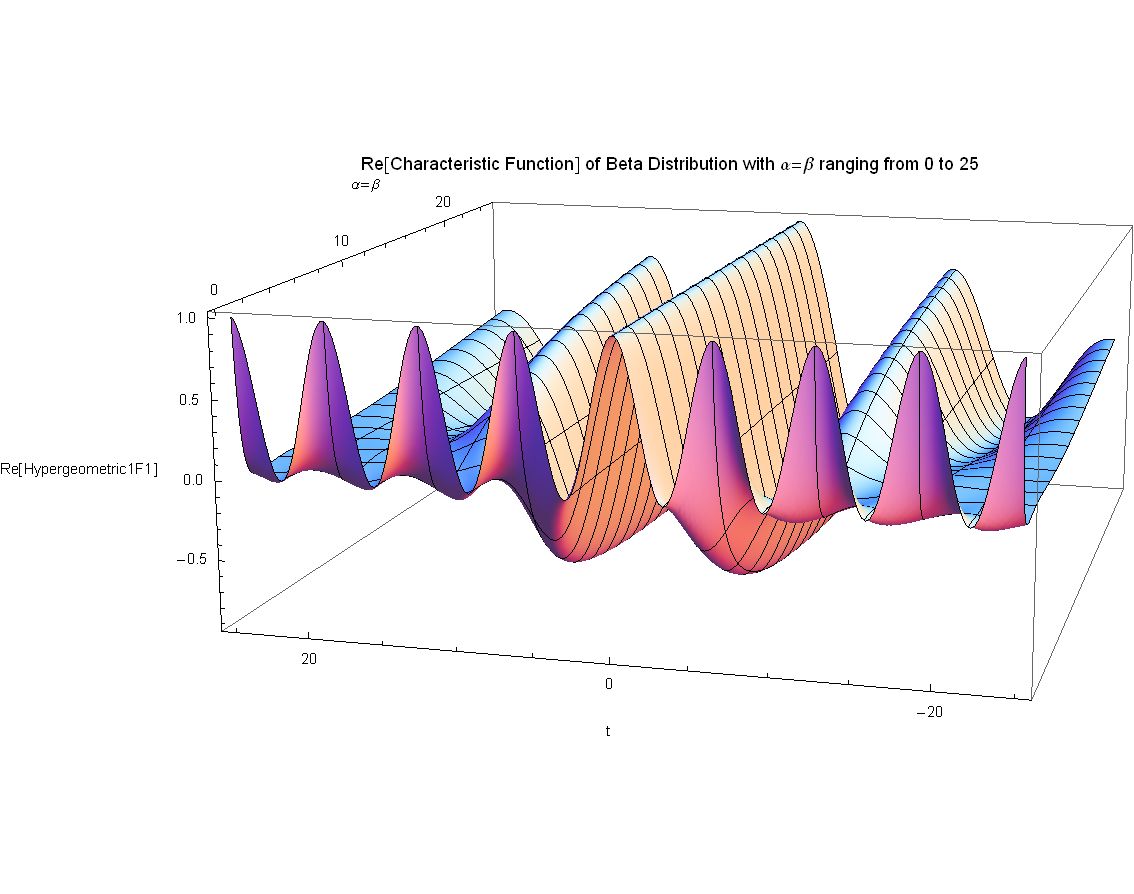 Re[Characteristic Function] of Beta Distribution with α=β ranging from 0 to 25
α=β
20
10
0
1.0
0.5
Re[Hypergeometric1F1]
0.0
−0.5
20
0
−20
t